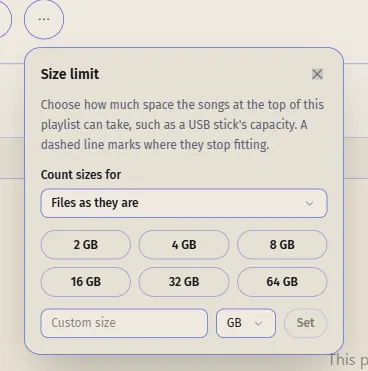 ...
Size limit
Choose how much space the songs at the top of this
playlist can take, such as a USB stick's capacity. A
dashed line marks where they stop fitting.
Count sizes for
Files as they are
2 GB 4 GB 8 GB
16 GB 32 GB 64 GB
Custom size GB Set
This p